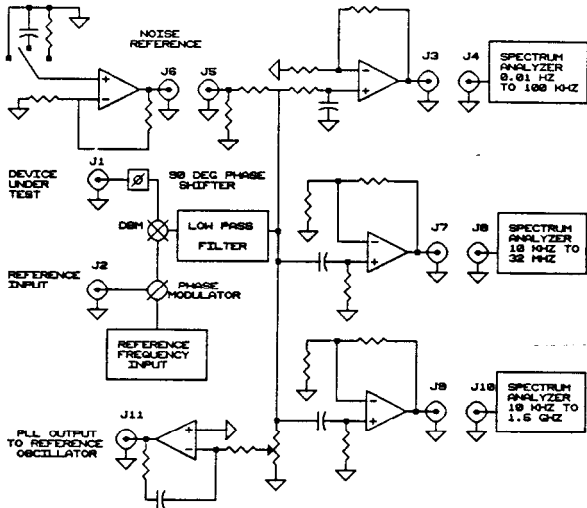 NOISE
REFERENCE
J6
J5
J3
J4
SPECTRUM
ANALYZER
0.01 HZ
TO 100 KHZ
J1
DEVICE
UNDER
TEST
Ø
90 DEG PHASE
SHIFTER
DBM
LOW PASS
FILTER
J7
J8
SPECTRUM
ANALYZER
10 KHZ TO
32 MHZ
J2
REFERENCE
INPUT
PHASE
MODULATOR
REFERENCE
FREQUENCY
INPUT
J9
J10
SPECTRUM
ANALYZER
10 KHZ TO
1.5 GHZ
J11
PLL OUTPUT
TO REFERENCE
OSCILLATOR